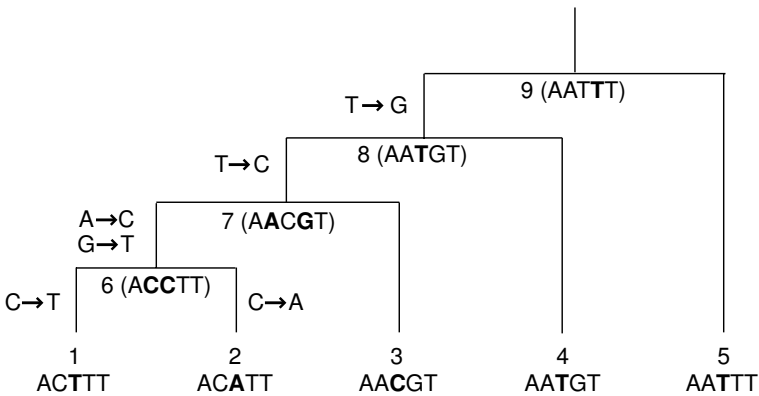 9 (AATTT)
T→G
8 (AATGT)
T→C
7 (AACGT)
A→C
G→T
6 (ACCTT)
C→T
C→A
1 2 3 4 5
ACTTT ACATT AACGT AATGT AATTT